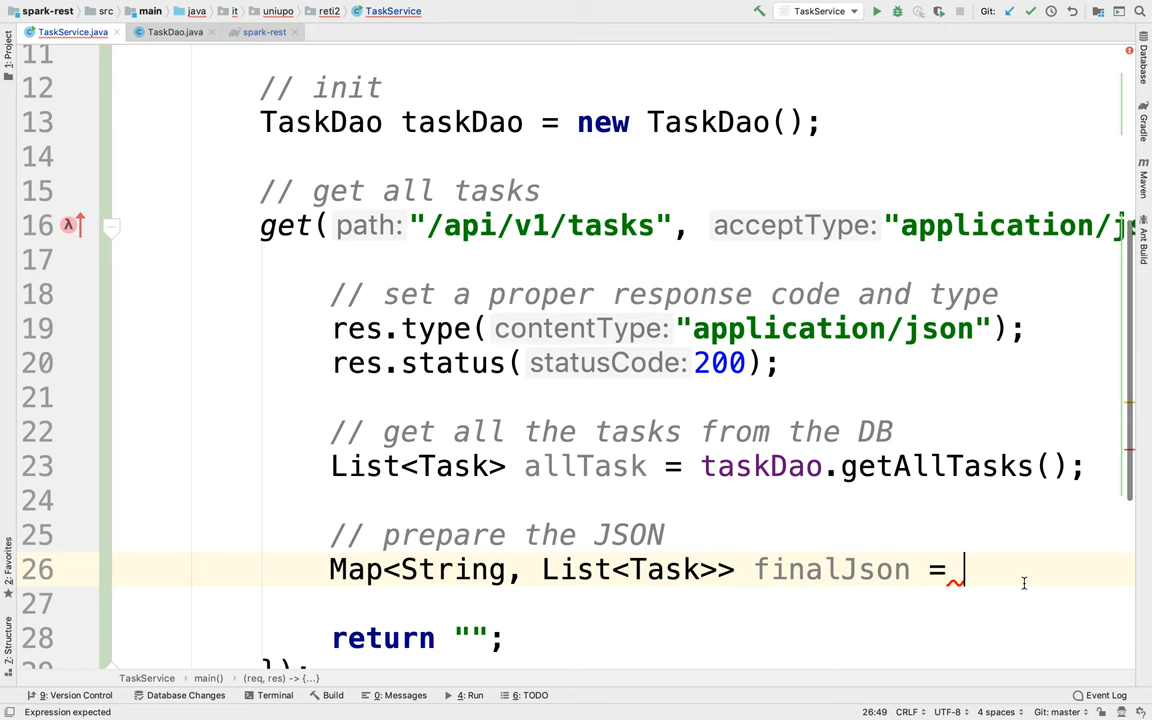 spark-rest src main java it uniupo reti2 TaskService TaskService Git:
TaskService.java TaskDao.java spark-rest
11
12 // init
13 TaskDao taskDao = new TaskDao();
14
15 // get all tasks
16 get( path: "/api/v1/tasks", acceptType: "application/js
17
18 // set a proper response code and type
19 res.type( contentType: "application/json");
20 res.status( statusCode: 200);
21
22 // get all the tasks from the DB
23 List<Task> allTask = taskDao.getAllTasks();
24
25 // prepare the JSON
26 Map<String, List<Task>> finalJson =
27
28 return "";
29 });
1: Project
2: Favorites
7: Structure
Database
Gradle
Maven
Ant Build
TaskService main() (req, res) -> {...}
9: Version Control Database Changes Terminal Build 0: Messages 4: Run 6: TODO Event Log
Expression expected 26:49 CRLF UTF-8 4 spaces Git: master